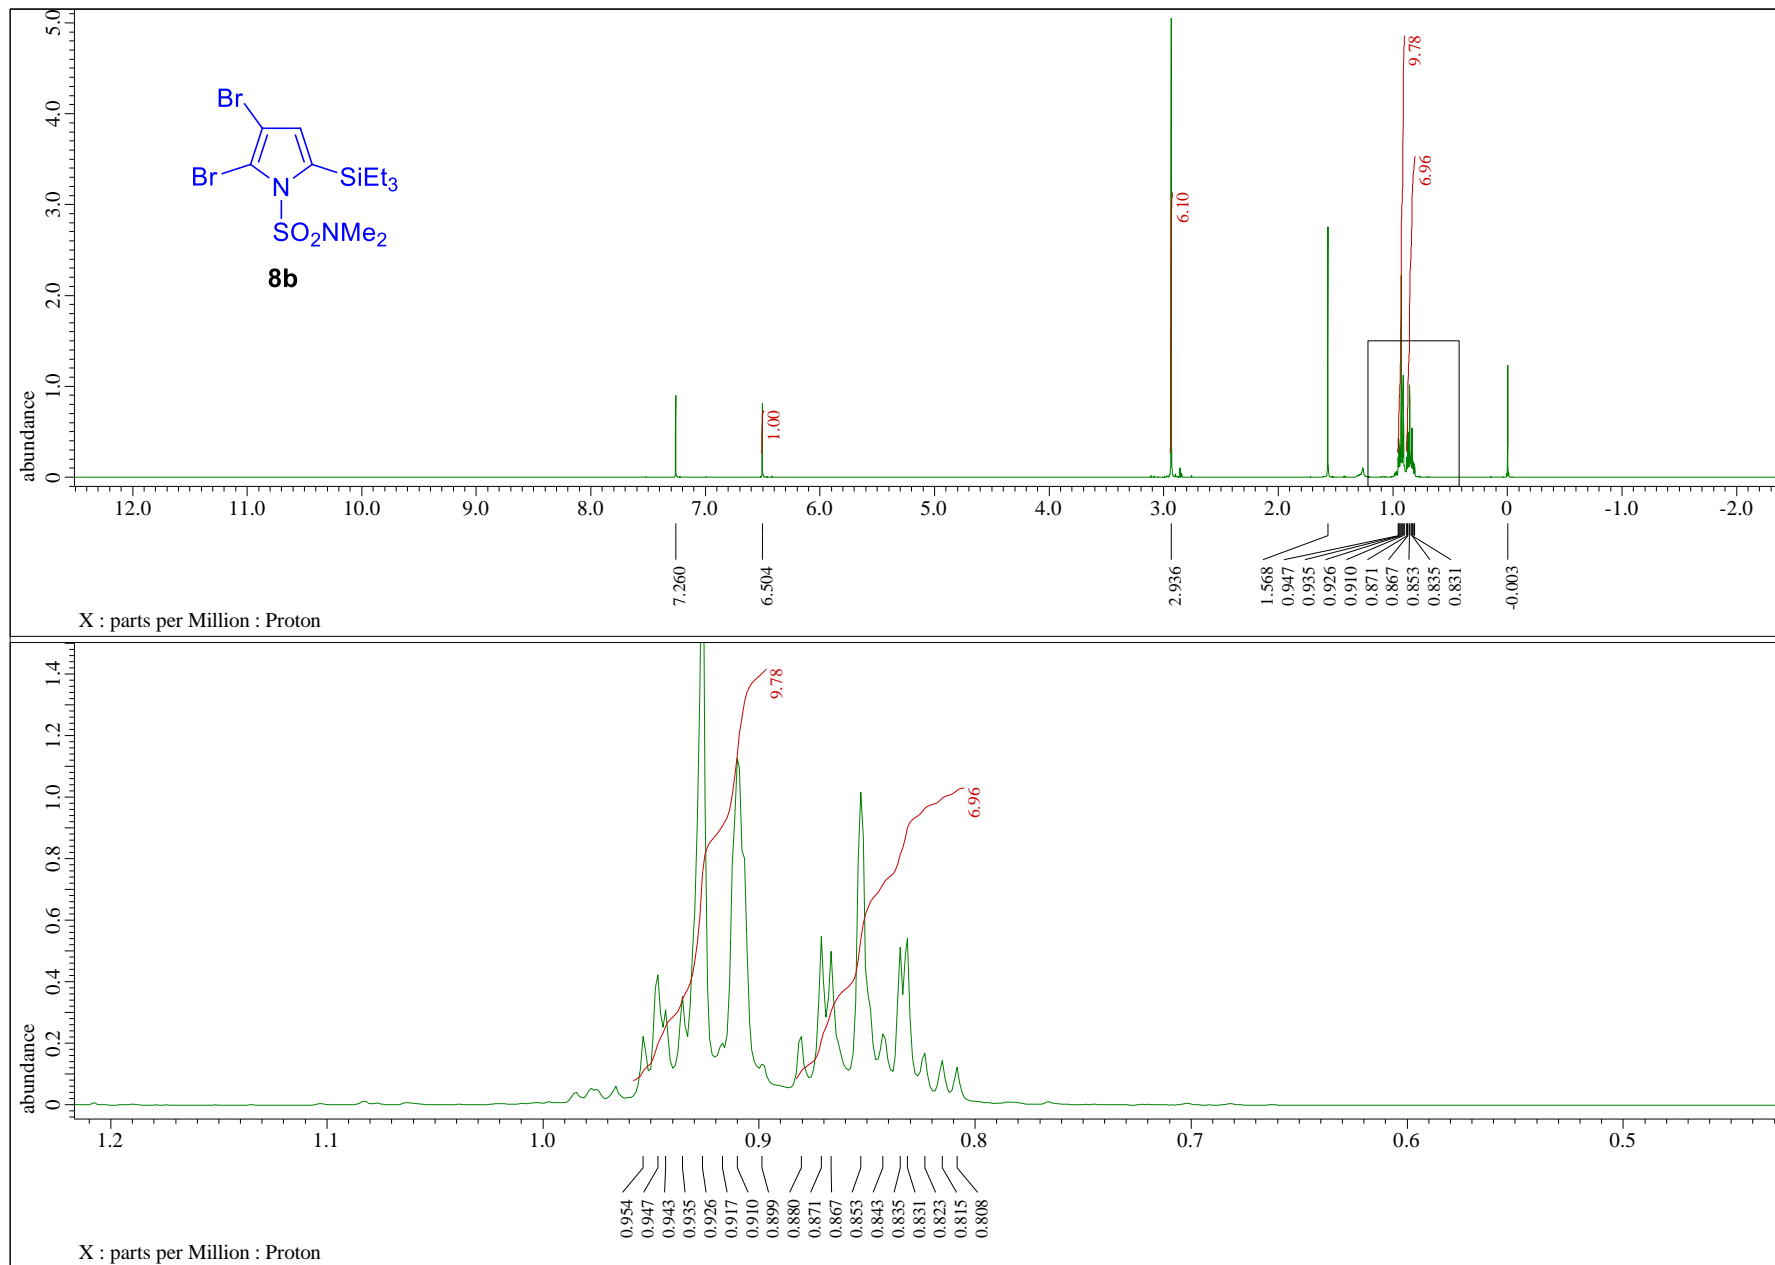 5.0
4.0
3.0
2.0
1.0
0
abundance
Br
Br
N
SiEt3
SO2NMe2
8b
9.78
6.96
6.10
1.00
12.0 11.0 10.0 9.0 8.0 7.0 6.0 5.0 4.0 3.0 2.0 1.0 0 -1.0 -2.0
7.260 6.504 2.936 1.568 0.947 0.935 0.926 0.910 0.871 0.867 0.853 0.835 0.831 -0.003
X : parts per Million : Proton
1.4
1.2
1.0
0.8
0.6
0.4
0.2
0
abundance
9.78
6.96
1.2 1.1 1.0 0.9 0.8 0.7 0.6 0.5
0.954 0.947 0.943 0.935 0.926 0.917 0.910 0.899 0.880 0.871 0.867 0.853 0.843 0.835 0.831 0.823 0.815 0.808
X : parts per Million : Proton